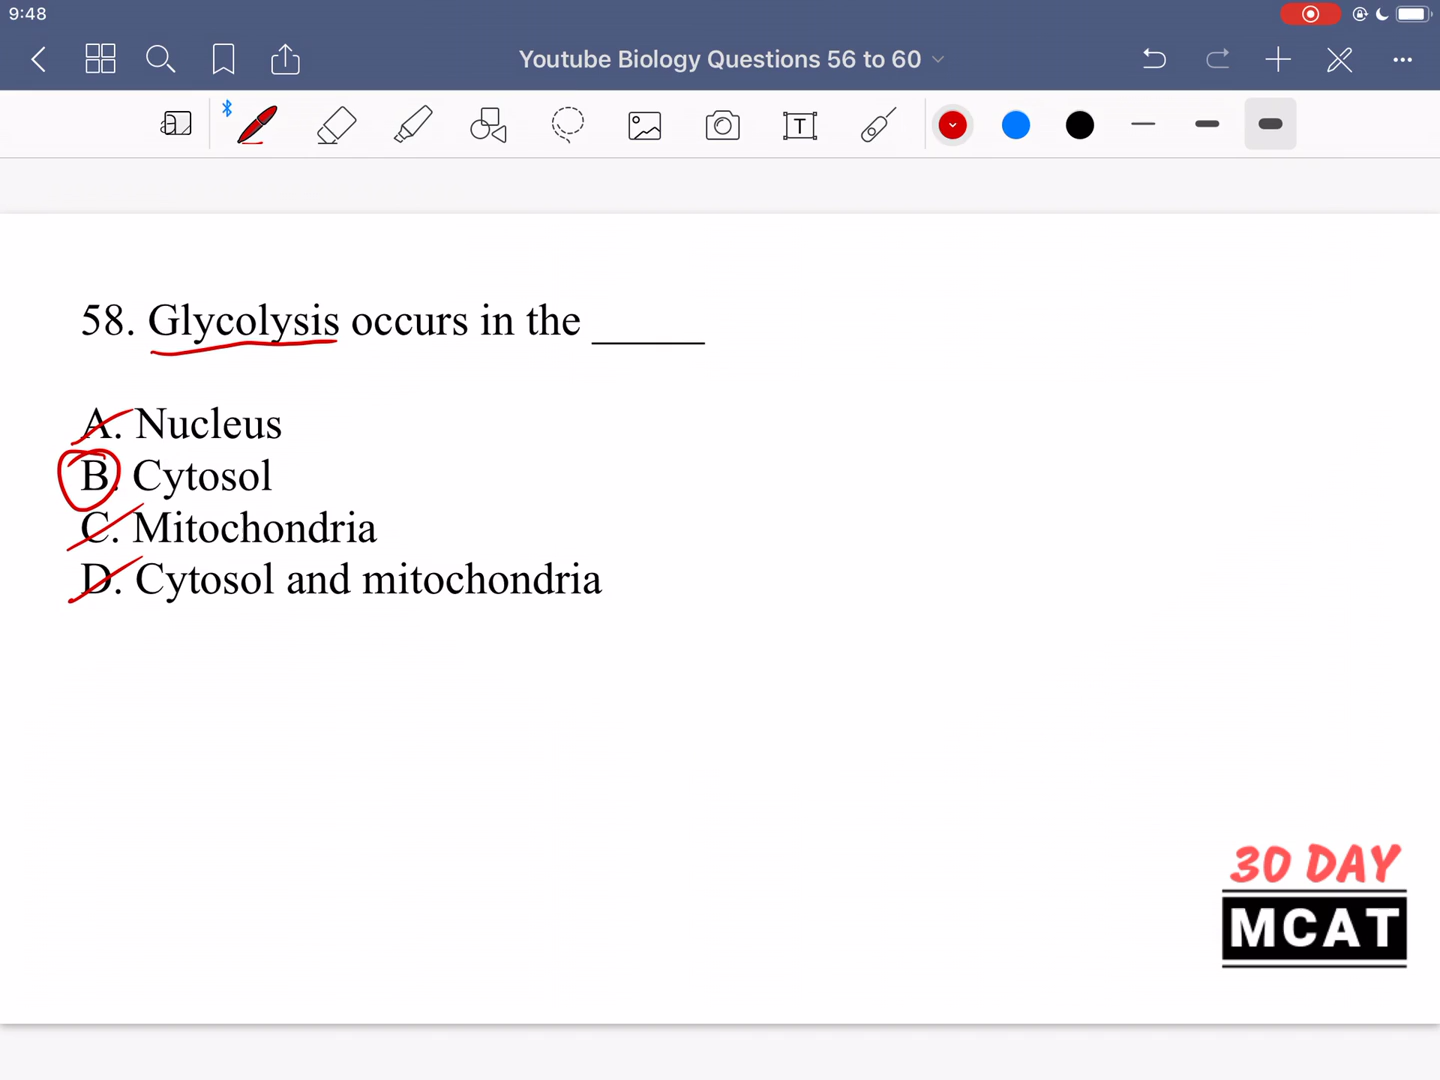 9:48
Youtube Biology Questions 56 to 60
T
58. Glycolysis occurs in the ______
A. Nucleus
B. Cytosol
C. Mitochondria
D. Cytosol and mitochondria
30 DAY
MCAT